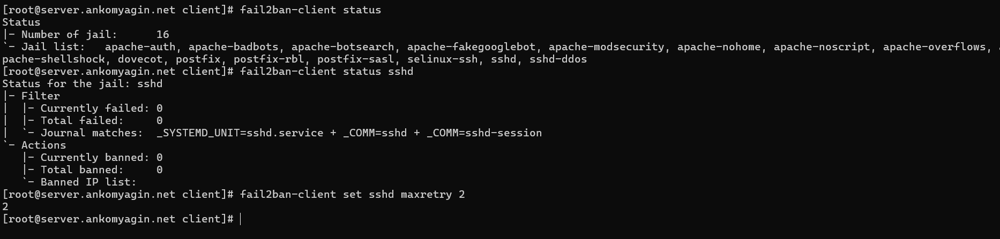 [root@server.ankomyagin.net client]# fail2ban-client status
Status
|- Number of jail:      16
`- Jail list:   apache-auth, apache-badbots, apache-botsearch, apache-fakegooglebot, apache-modsecurity, apache-nohome, apache-noscript, apache-overflows, a
pache-shellshock, dovecot, postfix, postfix-rbl, postfix-sasl, selinux-ssh, sshd, sshd-ddos
[root@server.ankomyagin.net client]# fail2ban-client status sshd
Status for the jail: sshd
|- Filter
|  |- Currently failed: 0
|  |- Total failed:     0
|  `- Journal matches:  _SYSTEMD_UNIT=sshd.service + _COMM=sshd + _COMM=sshd-session
`- Actions
   |- Currently banned: 0
   |- Total banned:     0
   `- Banned IP list:
[root@server.ankomyagin.net client]# fail2ban-client set sshd maxretry 2
2
[root@server.ankomyagin.net client]#